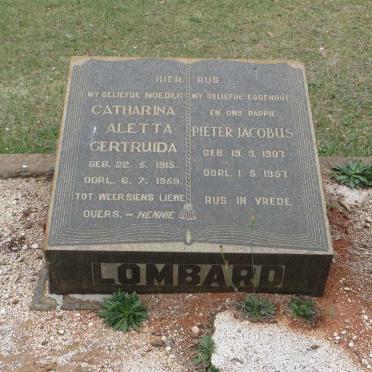 HIER RUS
MY GELIEFDE MOEDER
CATHARINA
ALETTA
GERTRUIDA
GEB. 22. 5. 1915.
OORL. 6. 7. 1959.
TOT WEERSIENS LIEWE
OUERS. – HENNIE
MY GELIEFDE EGGENOOT
EN ONS PAPPIE
PIETER JACOBUS
GEB. 19. 9. 1907.
OORL. 1. 5. 1957.
RUS IN VREDE
LOMBARD